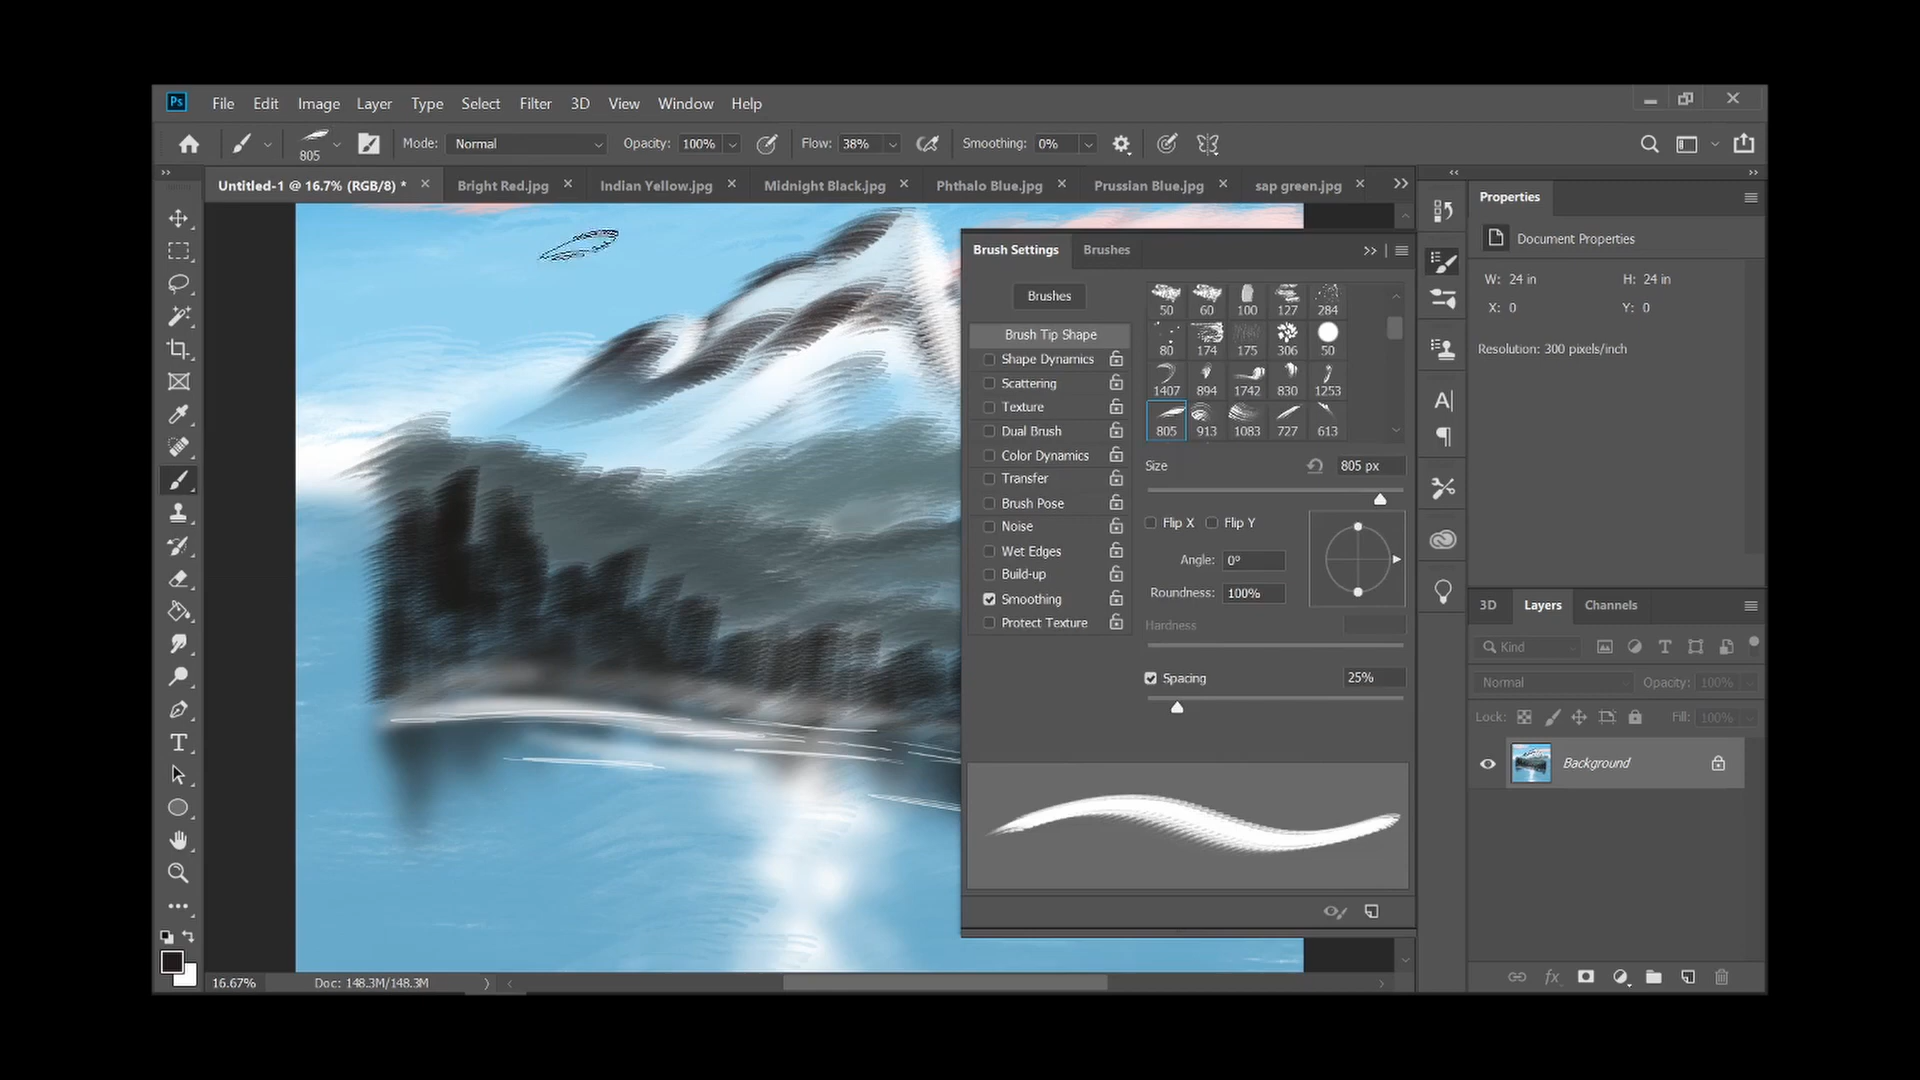 Ps File Edit Image Layer Type Select Filter 3D View Window Help
805 Mode: Normal Opacity: 100% Flow: 38% Smoothing: 0%
Untitled-1 @ 16.7% (RGB/8) * Bright Red.jpg Indian Yellow.jpg Midnight Black.jpg Phthalo Blue.jpg Prussian Blue.jpg sap green.jpg
Brush Settings Brushes
Brushes
Brush Tip Shape
Shape Dynamics
Scattering
Texture
Dual Brush
Color Dynamics
Transfer
Brush Pose
Noise
Wet Edges
Build-up
Smoothing
Protect Texture
50 60 100 127 284
80 174 175 306 50
1407 894 1742 830 1253
805 913 1083 727 613
Size 805 px
Flip X Flip Y
Angle: 0°
Roundness: 100%
Hardness
Spacing 25%
Properties
Document Properties
W: 24 in H: 24 in
X: 0 Y: 0
Resolution: 300 pixels/inch
3D Layers Channels
Kind
Normal Opacity: 100%
Lock: Fill: 100%
Background
fx
16.67% Doc: 148.3M/148.3M